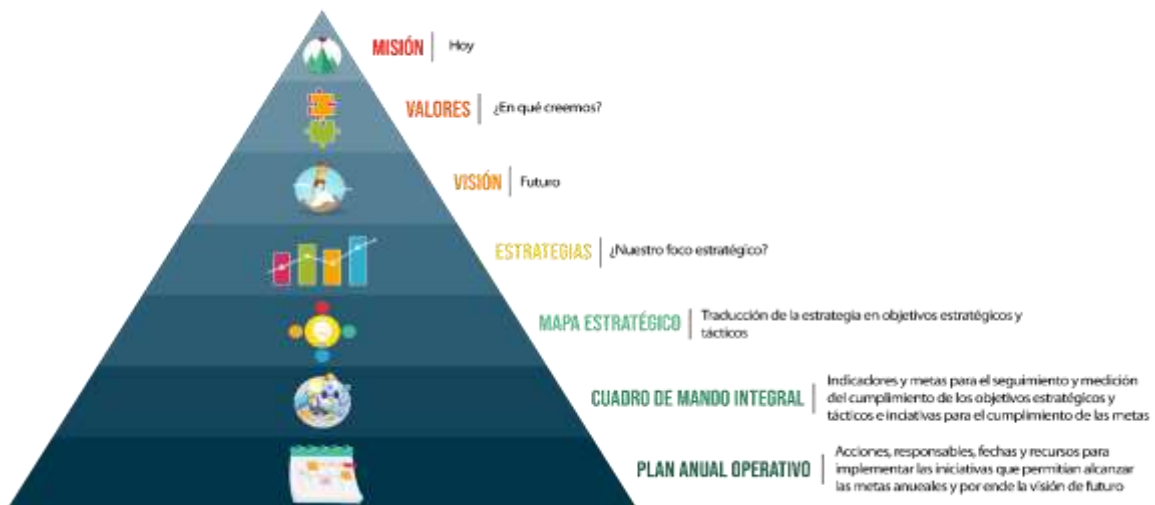 MISIÓN
Hoy
VALORES
¿En qué creemos?
VISIÓN
Futuro
ESTRATEGIAS
¿Nuestro foco estratégico?
MAPA ESTRATÉGICO
Traducción de la estrategia en objetivos estratégicos y
tácticos
CUADRO DE MANDO INTEGRAL
Indicadores y metas para el seguimiento y medición
del cumplimiento de los objetivos estratégicos y
tácticos e inciativas para el cumplimiento de las metas
PLAN ANUAL OPERATIVO
Acciones, responsables, fechas y recursos para
implementar las iniciativas que permitian alcanzar
las metas anueales y por ende la visión de futuro